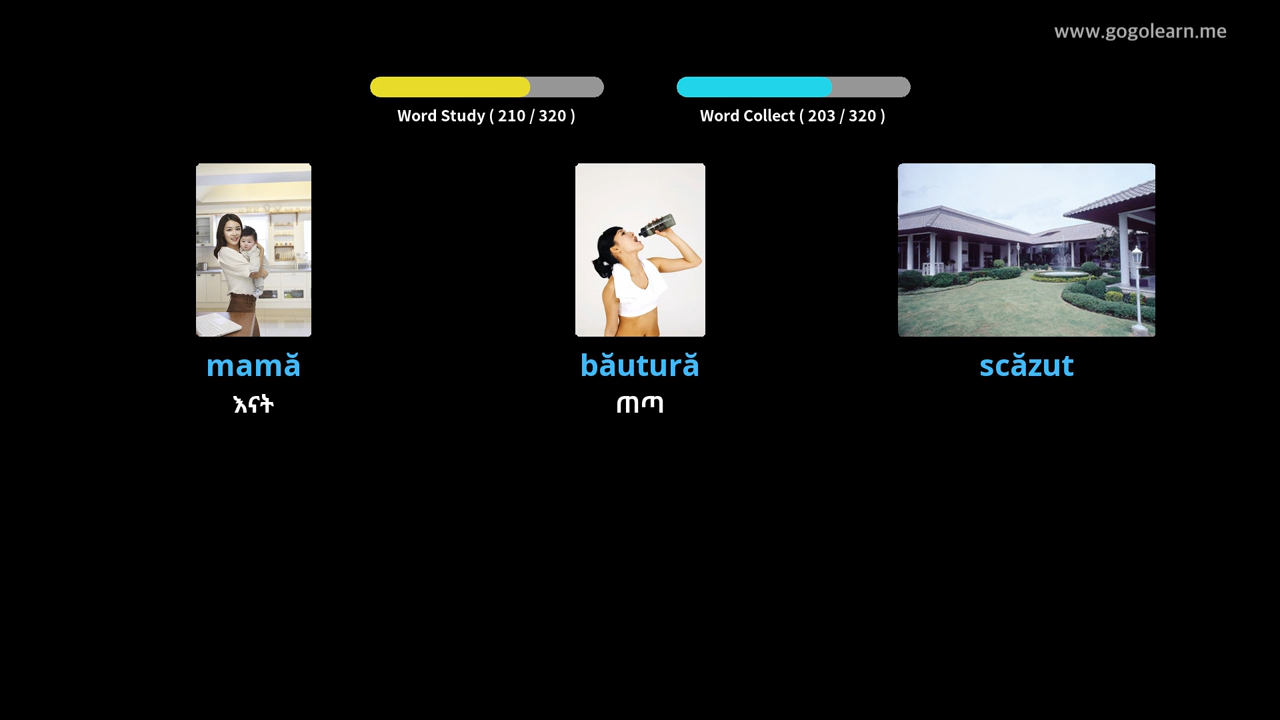 www.gogolearn.me
Word Study ( 210 / 320 )
Word Collect ( 203 / 320 )
mamă
băutură
scăzut
እናት
ጠጣ